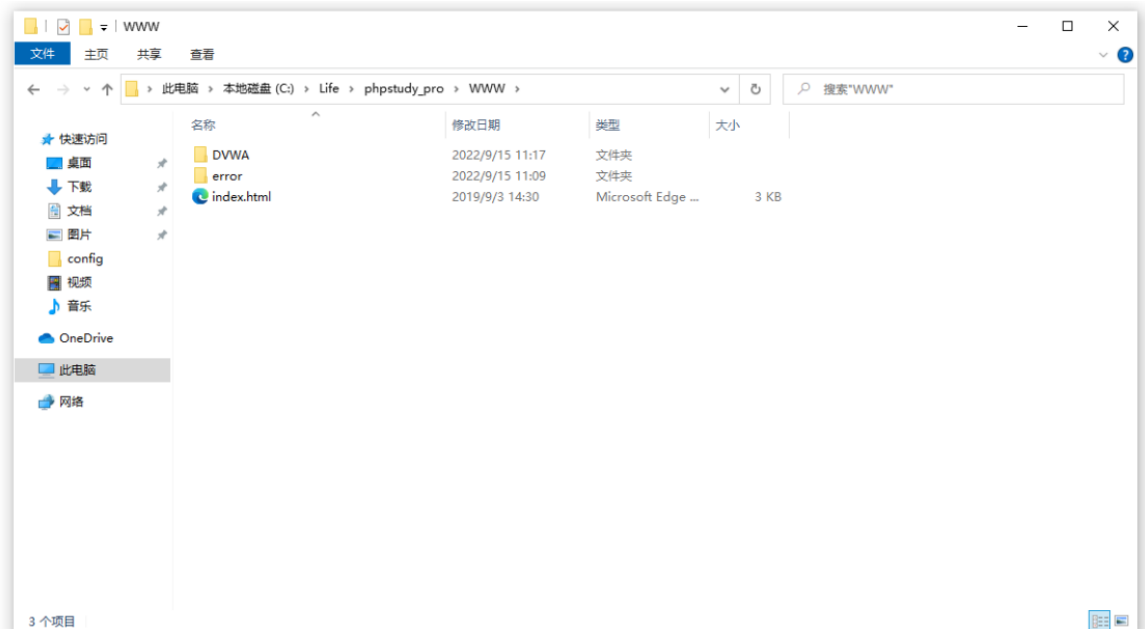 WWW
文件 主页 共享 查看
此电脑 › 本地磁盘 (C:) › Life › phpstudy_pro › WWW › 搜索"WWW"
名称 修改日期 类型 大小
快速访问
桌面
下载
文档
图片
config
视频
音乐
OneDrive
此电脑
网络
DVWA 2022/9/15 11:17 文件夹
error 2022/9/15 11:09 文件夹
index.html 2019/9/3 14:30 Microsoft Edge ... 3 KB
3 个项目